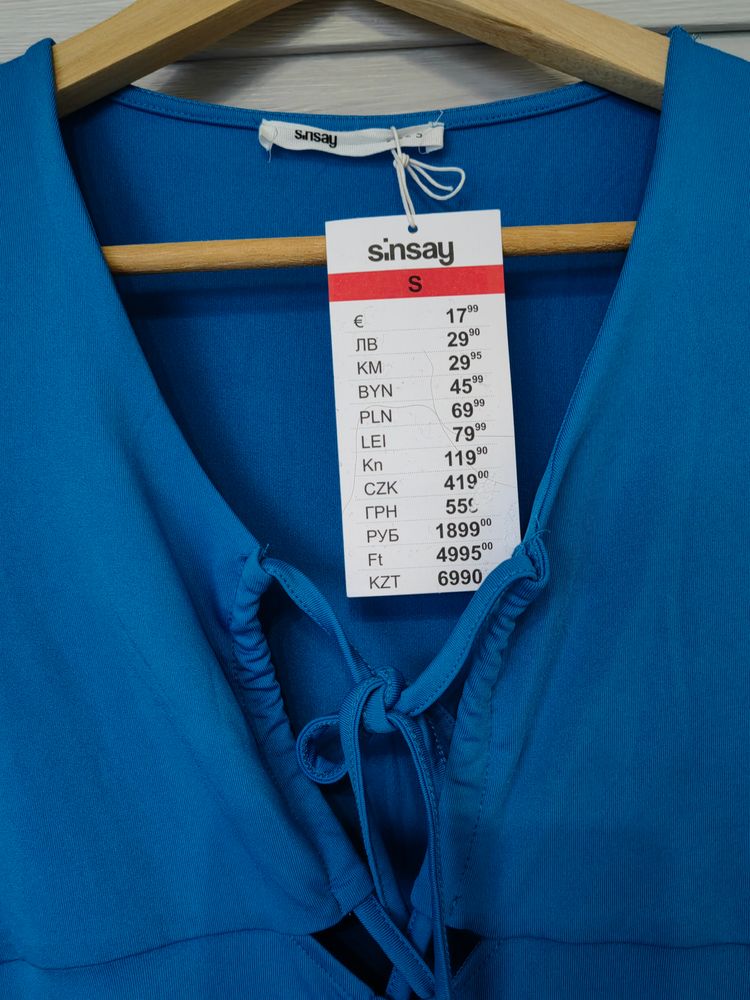 sinsay
sinsay
S
€ 17⁹⁹
ЛВ 29⁹⁰
KM 29⁹⁵
BYN 45⁹⁹
PLN 69⁹⁹
LEI 79⁹⁹
Kn 119⁹⁰
CZK 419⁰⁰
ГРН
РУБ 1899⁰⁰
Ft 4995⁰⁰
KZT 6990